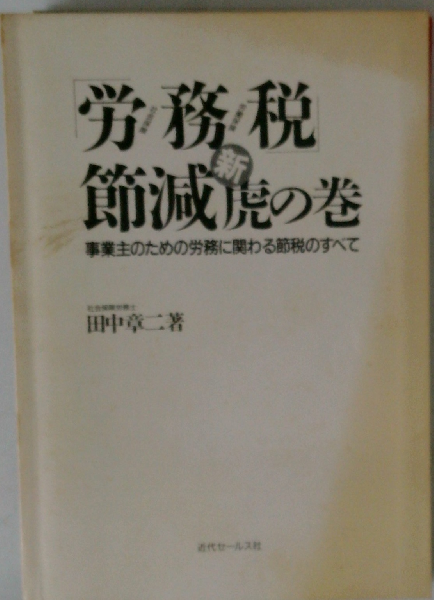 「労務税」
節減新虎の巻
事業主のための労務に関わる節税のすべて
社会保険労務士
田中章二著
近代セールス社